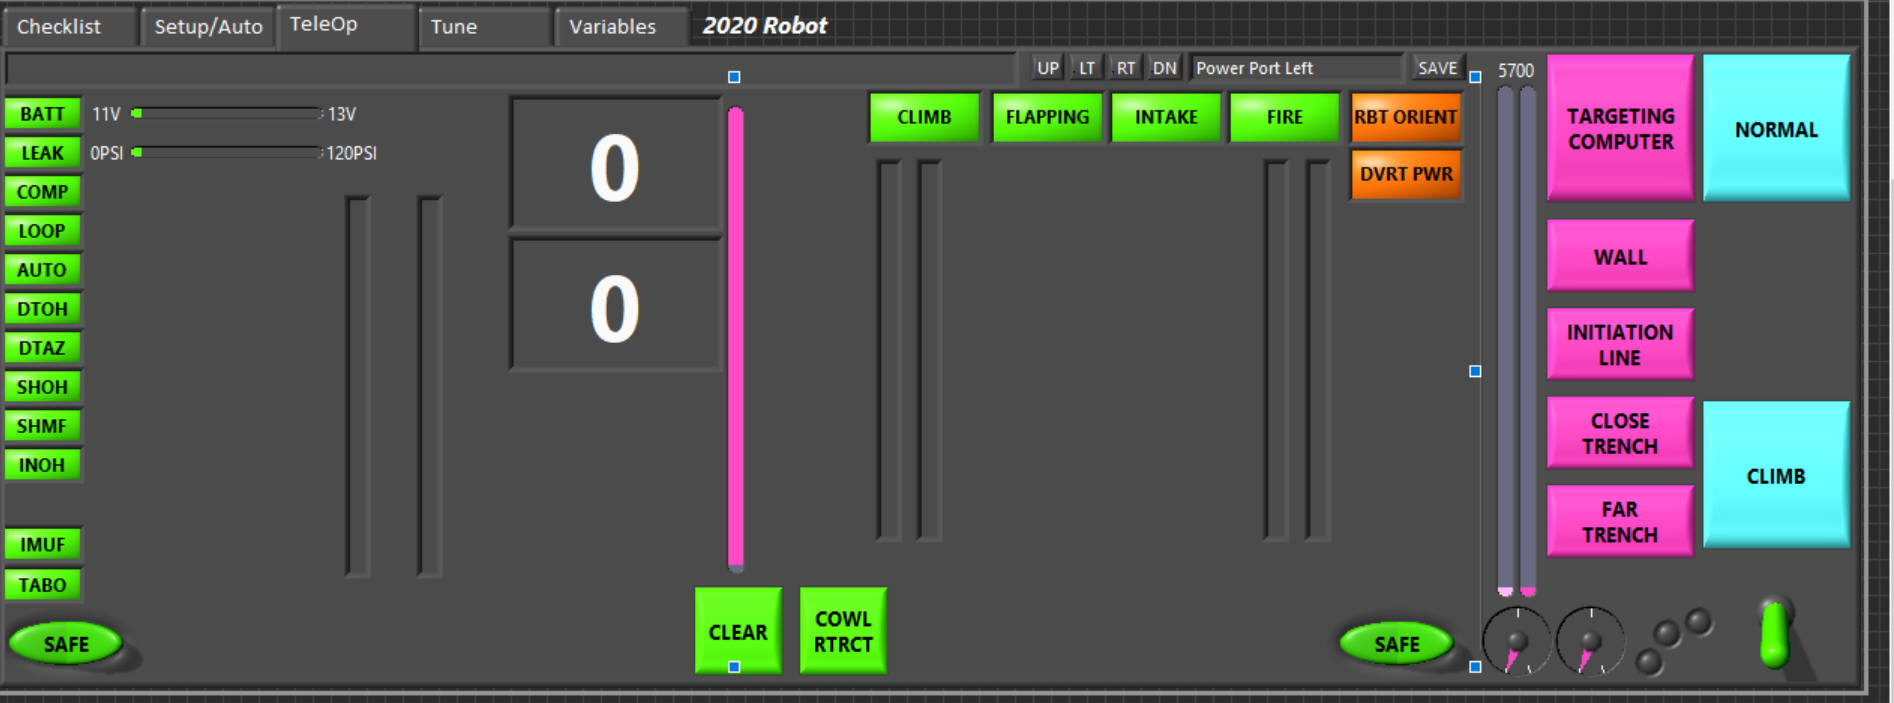 Checklist
Setup/Auto
TeleOp
Tune
Variables
2020 Robot
UP
LT
RT
DN
Power Port Left
SAVE
5700
BATT
11V
13V
LEAK
0PSI
120PSI
COMP
LOOP
AUTO
DTOH
DTAZ
SHOH
SHMF
INOH
IMUF
TABO
SAFE
0
0
CLEAR
COWL
RTRCT
CLIMB
FLAPPING
INTAKE
FIRE
RBT ORIENT
DVRT PWR
SAFE
TARGETING
COMPUTER
WALL
INITIATION
LINE
CLOSE
TRENCH
FAR
TRENCH
NORMAL
CLIMB